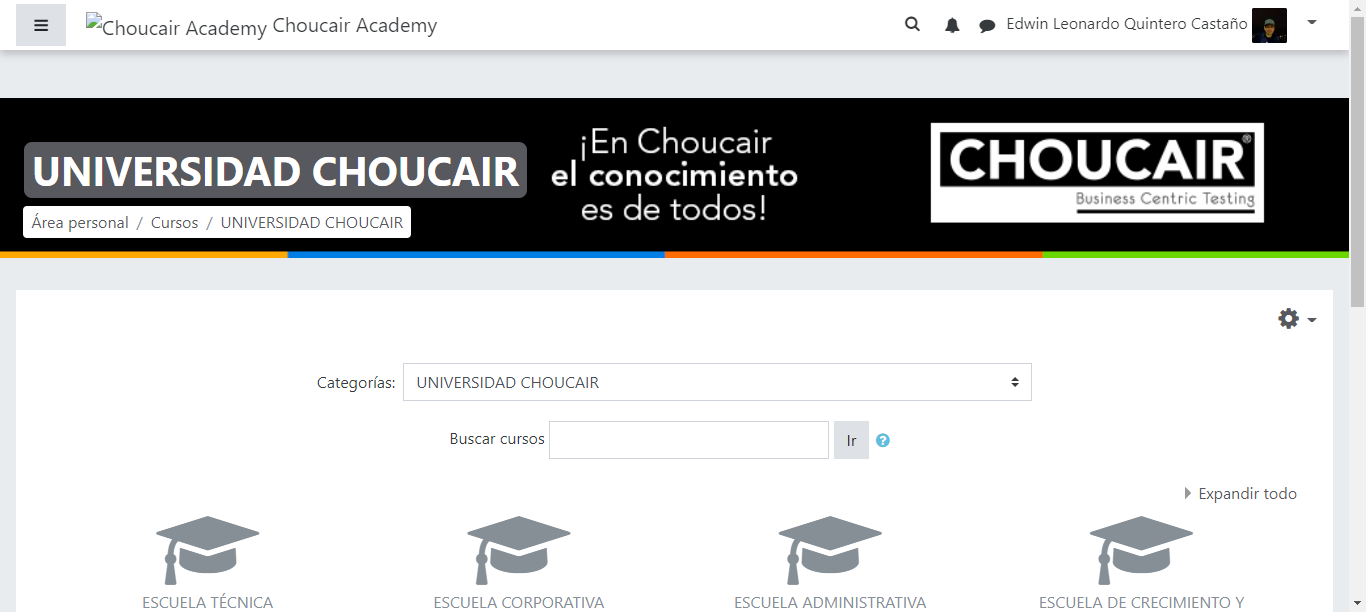 Choucair Academy Choucair Academy
Edwin Leonardo Quintero Castaño
UNIVERSIDAD CHOUCAIR
Área personal / Cursos / UNIVERSIDAD CHOUCAIR
¡En Choucair
el conocimiento
es de todos!
CHOUCAIR®
Business Centric Testing
Categorías: UNIVERSIDAD CHOUCAIR
Buscar cursos Ir ?
Expandir todo
ESCUELA TÉCNICA
ESCUELA CORPORATIVA
ESCUELA ADMINISTRATIVA
ESCUELA DE CRECIMIENTO Y